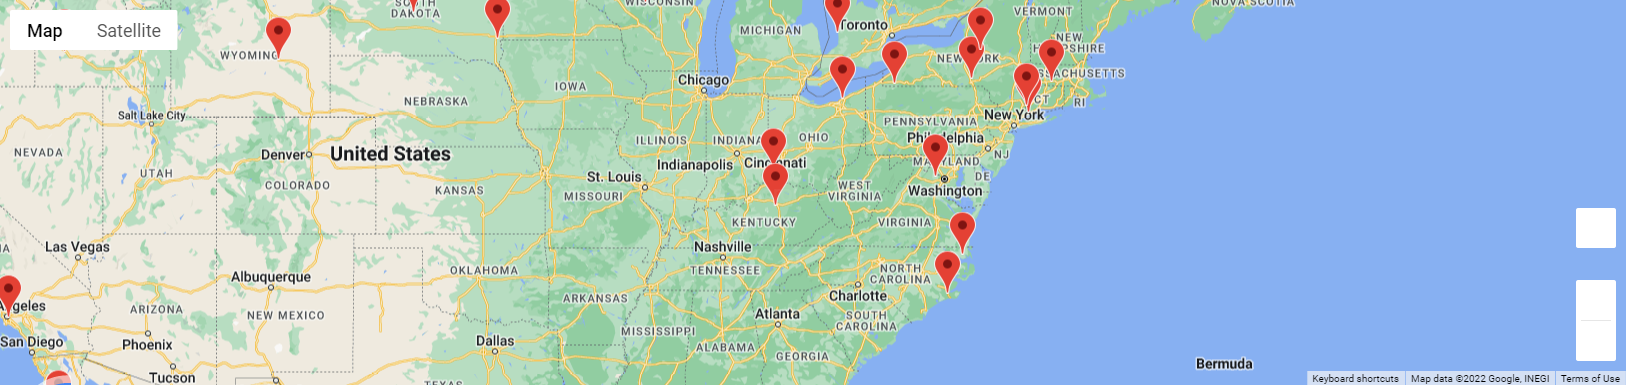 Map
Satellite
SOUTH
DAKOTA
WISCONSIN
VERMONT
NOVA SCOTIA
MICHIGAN
Toronto
NEW
HAMPSHIRE
WYOMING
NEW YORK
MASSACHUSETTS
Chicago
IOWA
NEBRASKA
CT
RI
Salt Lake City
New York
PENNSYLVANIA
ILLINOIS
INDIANA
OHIO
Philadelphia
NEVADA
Denver
United States
Indianapolis
Cincinnati
MARYLAND
NJ
UTAH
St. Louis
DE
COLORADO
KANSAS
MISSOURI
WEST
VIRGINIA
Washington
KENTUCKY
VIRGINIA
Las Vegas
Nashville
Albuquerque
OKLAHOMA
TENNESSEE
NORTH
CAROLINA
Angeles
ARIZONA
NEW MEXICO
ARKANSAS
Charlotte
Atlanta
SOUTH
CAROLINA
San Diego
Phoenix
Dallas
MISSISSIPPI
ALABAMA
GEORGIA
Bermuda
Tucson
TEXAS
Keyboard shortcuts
Map data ©2022 Google, INEGI
Terms of Use